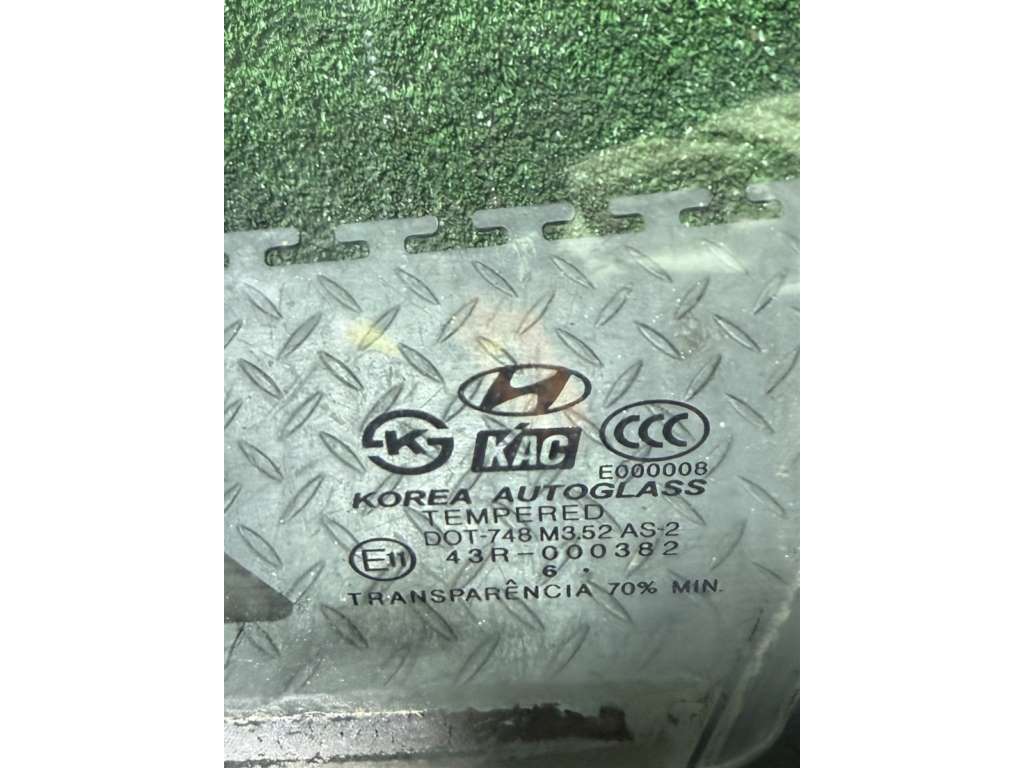 KAC
CCC
E000008
KOREA AUTOGLASS
TEMPERED
DOT-748 M3.52 AS-2
E11 43R-000382
6 .
TRANSPARÊNCIA 70% MIN.